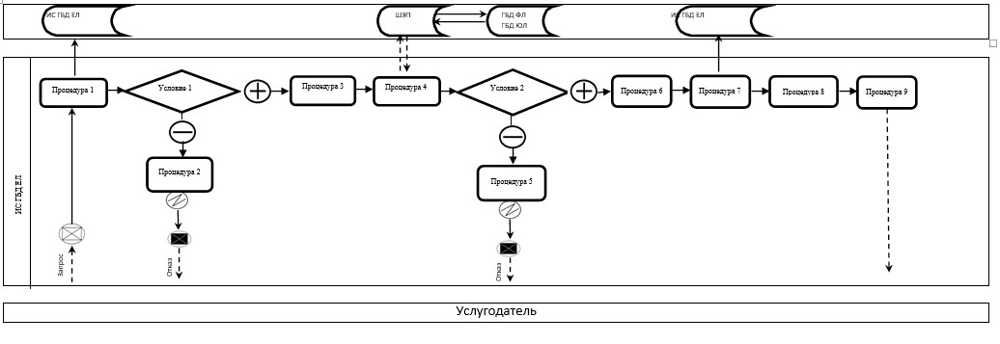 ИС ГБД ЕЛ
ШЭП
ГБД ФЛ
ГБД ЮЛ
ИС ГБД ЕЛ
Процедура 1
Условие 1
Процедура 3
Процедура 4
Условие 2
Процедура 6
Процедура 7
Процедура 8
Процедура 9
Процедура 2
Процедура 5
ИС ГБД ЕЛ
Запрос
Отказ
Отказ
Услугодатель